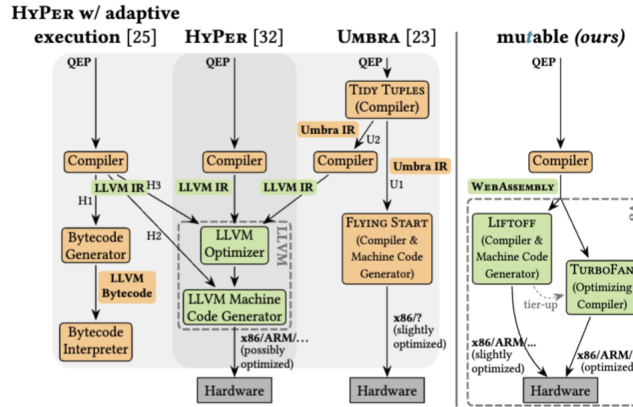 HYPER w/ adaptive
execution [25]
HYPER [32]
UMBRA [23]
mutable (ours)
QEP
QEP
QEP
QEP
TIDY TUPLES
(Compiler)
Umbra IR
U2
Compiler
Compiler
Compiler
Compiler
Umbra IR
LLVM IR
H3
LLVM IR
LLVM IR
U1
WEBASSEMBLY
H1
H2
Bytecode
Generator
LLVM
Optimizer
LLVM
FLYING START
(Compiler &
Machine Code
Generator)
LIFTOFF
(Compiler &
Machine Code
Generator)
TURBOFAN
(Optimizing
Compiler)
tier-up
LLVM
Bytecode
LLVM Machine
Code Generator
Bytecode
Interpreter
x86/ARM/...
(possibly
optimized)
x86/?
(slightly
optimized)
x86/ARM/...
(slightly
optimized)
x86/ARM/
(optimized
Hardware
Hardware
Hardware